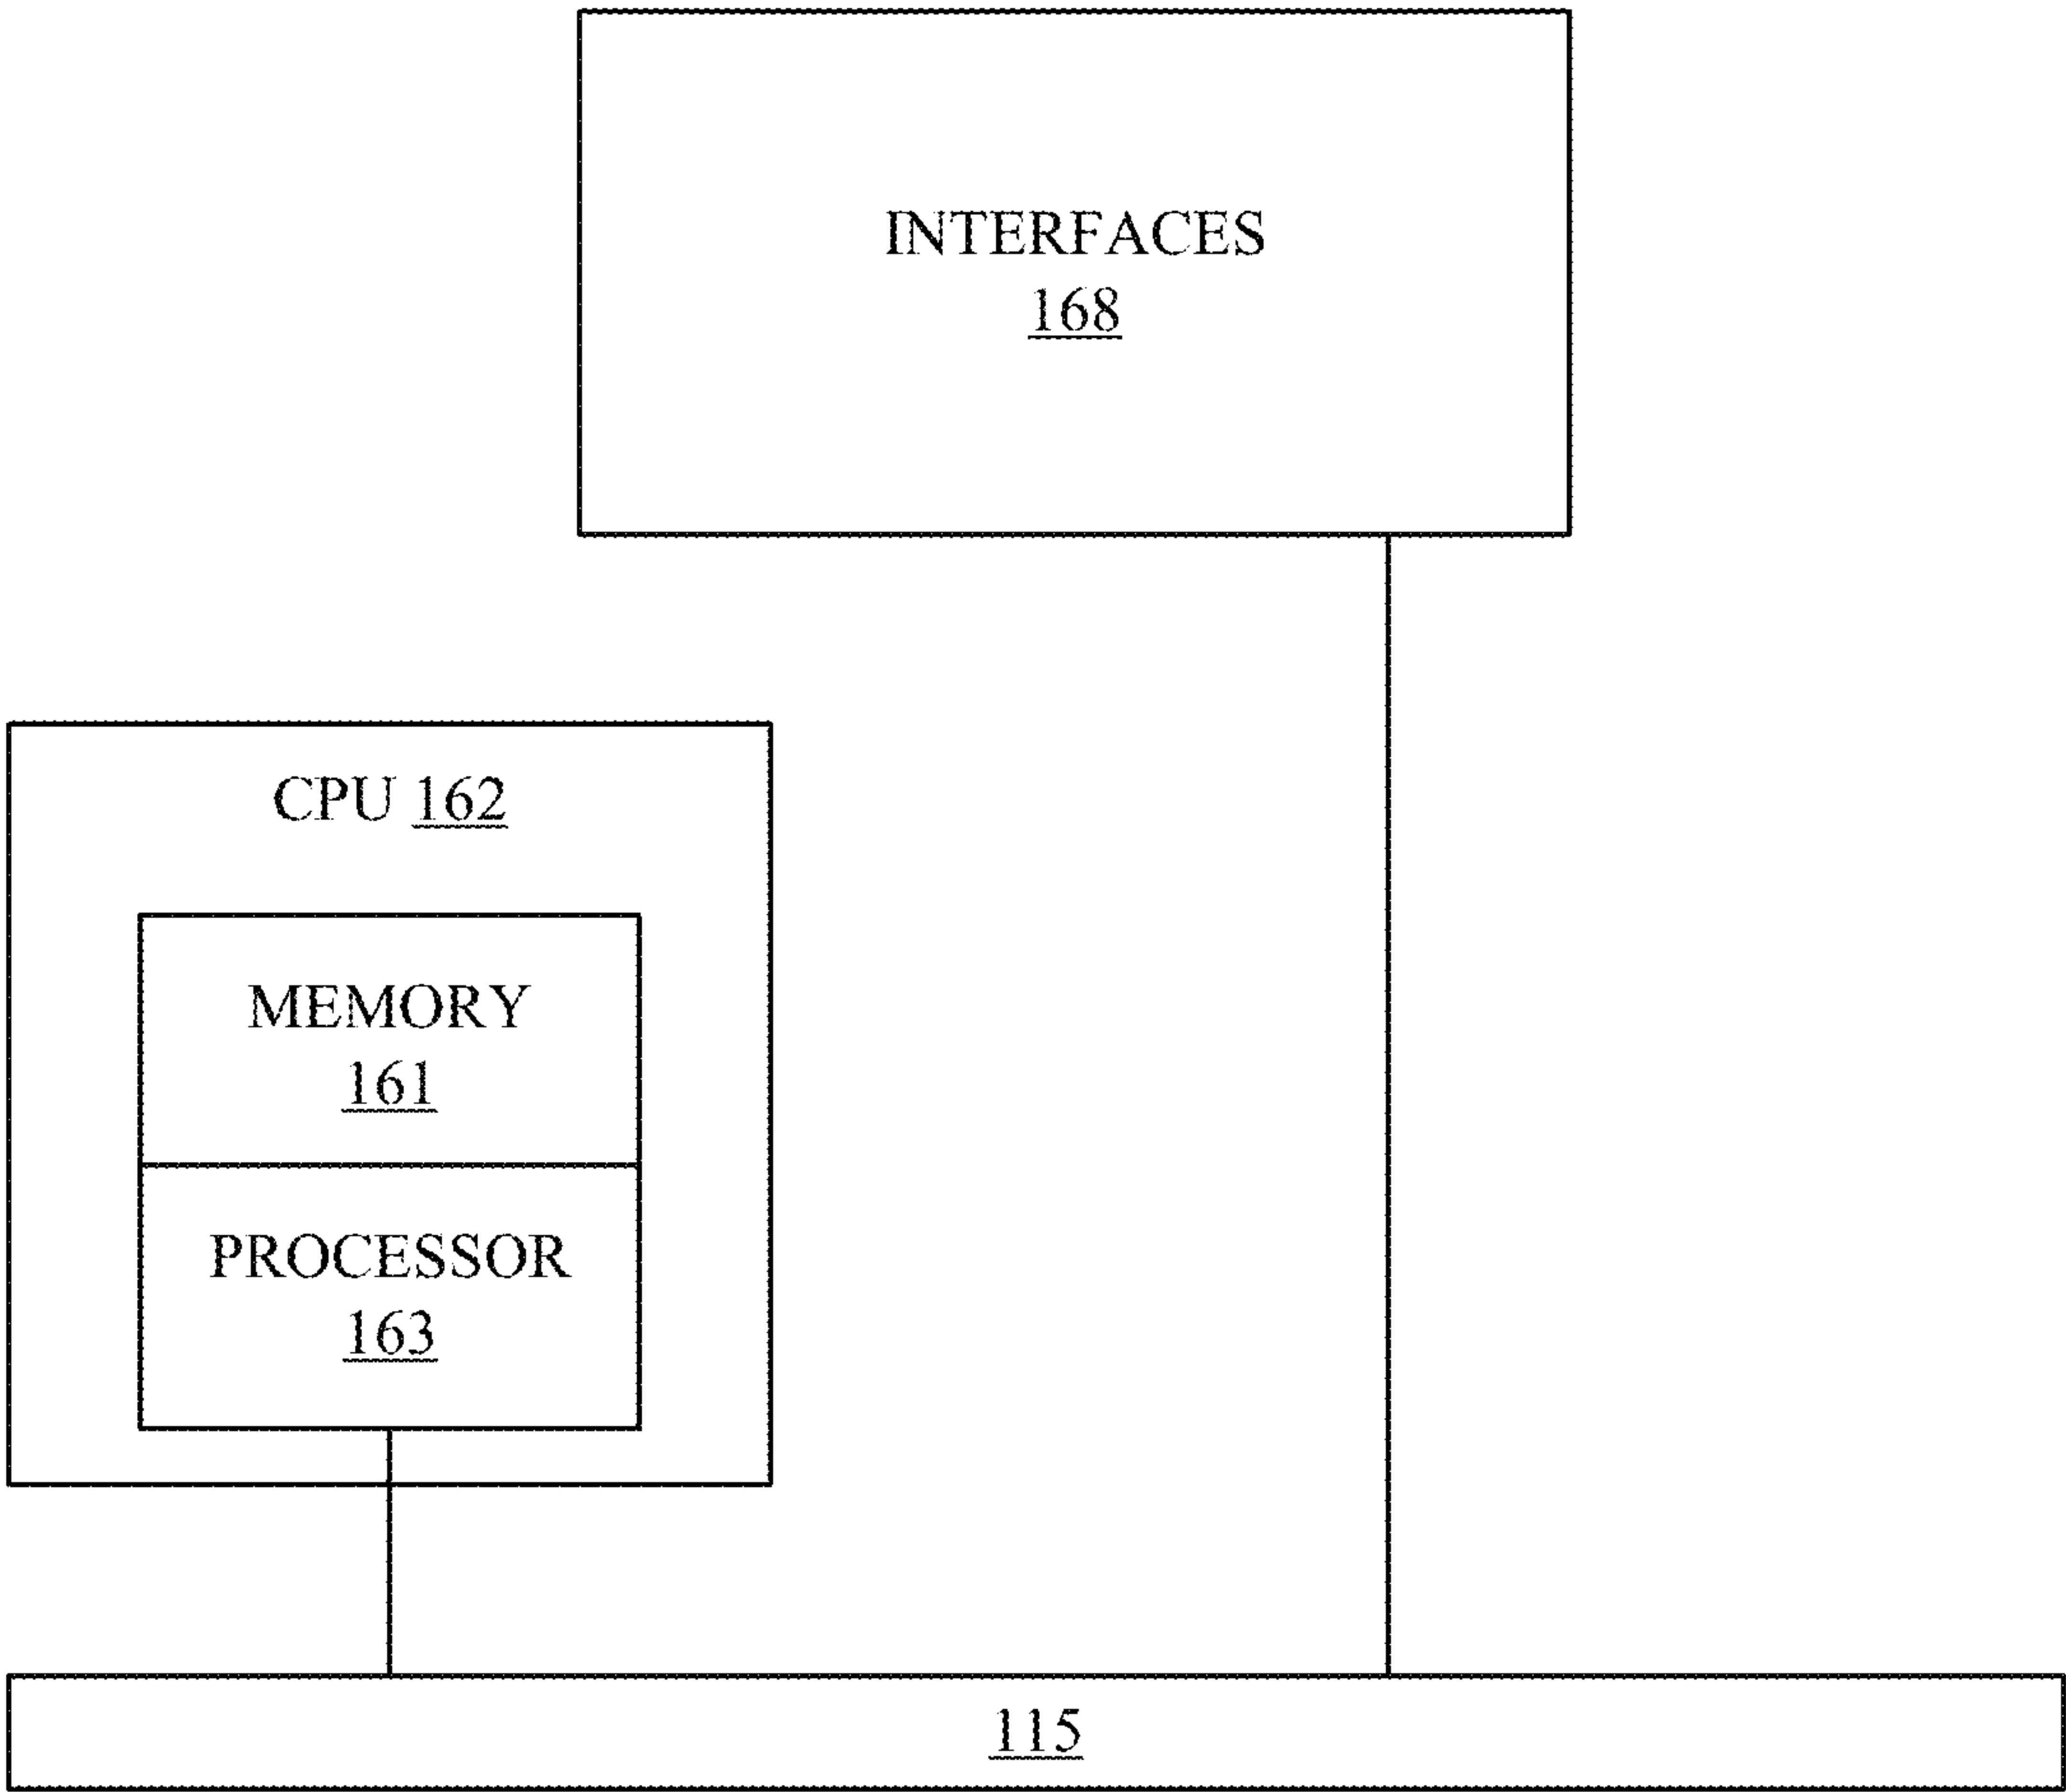 INTERFACES
168
CPU 162
MEMORY
161
PROCESSOR
163
115